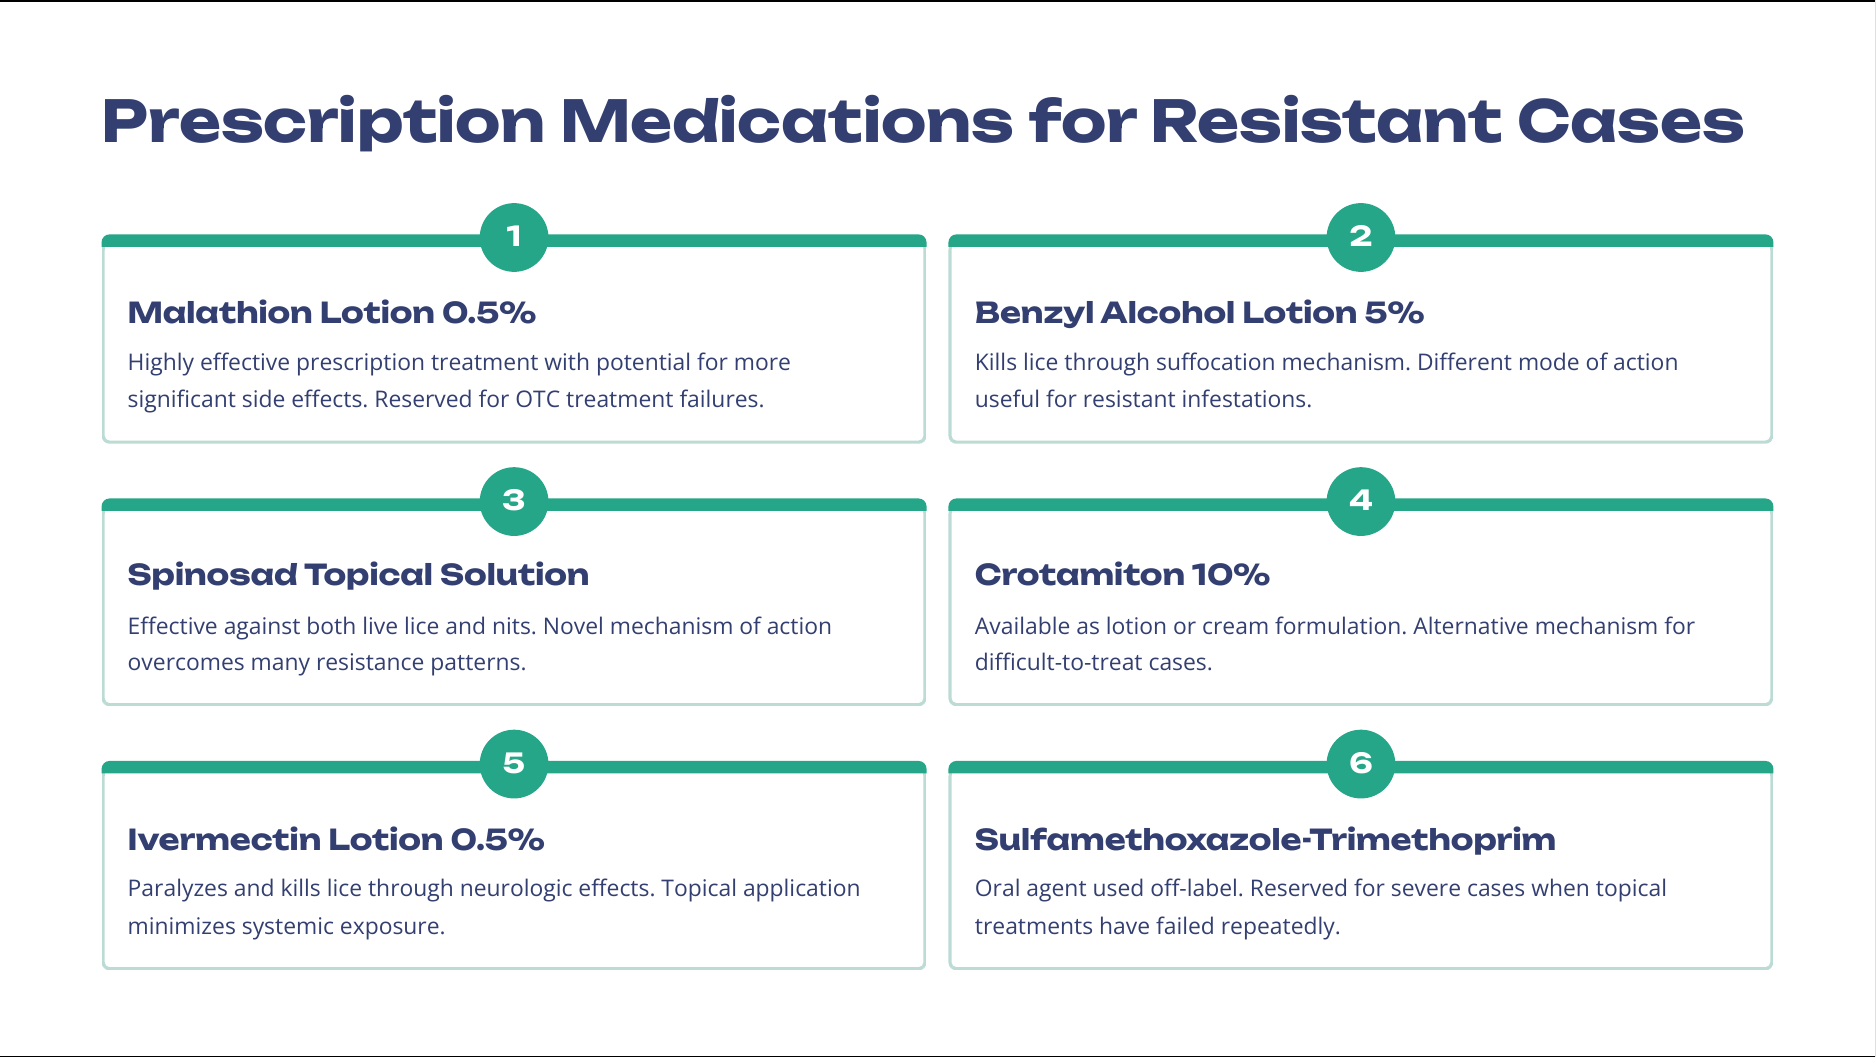 Prescription Medications for Resistant Cases
1
Malathion Lotion 0.5%
Highly effective prescription treatment with potential for more
significant side effects. Reserved for OTC treatment failures.
2
Benzyl Alcohol Lotion 5%
Kills lice through suffocation mechanism. Different mode of action
useful for resistant infestations.
3
Spinosad Topical Solution
Effective against both live lice and nits. Novel mechanism of action
overcomes many resistance patterns.
4
Crotamiton 10%
Available as lotion or cream formulation. Alternative mechanism for
difficult-to-treat cases.
5
Ivermectin Lotion 0.5%
Paralyzes and kills lice through neurologic effects. Topical application
minimizes systemic exposure.
6
Sulfamethoxazole-Trimethoprim
Oral agent used off-label. Reserved for severe cases when topical
treatments have failed repeatedly.